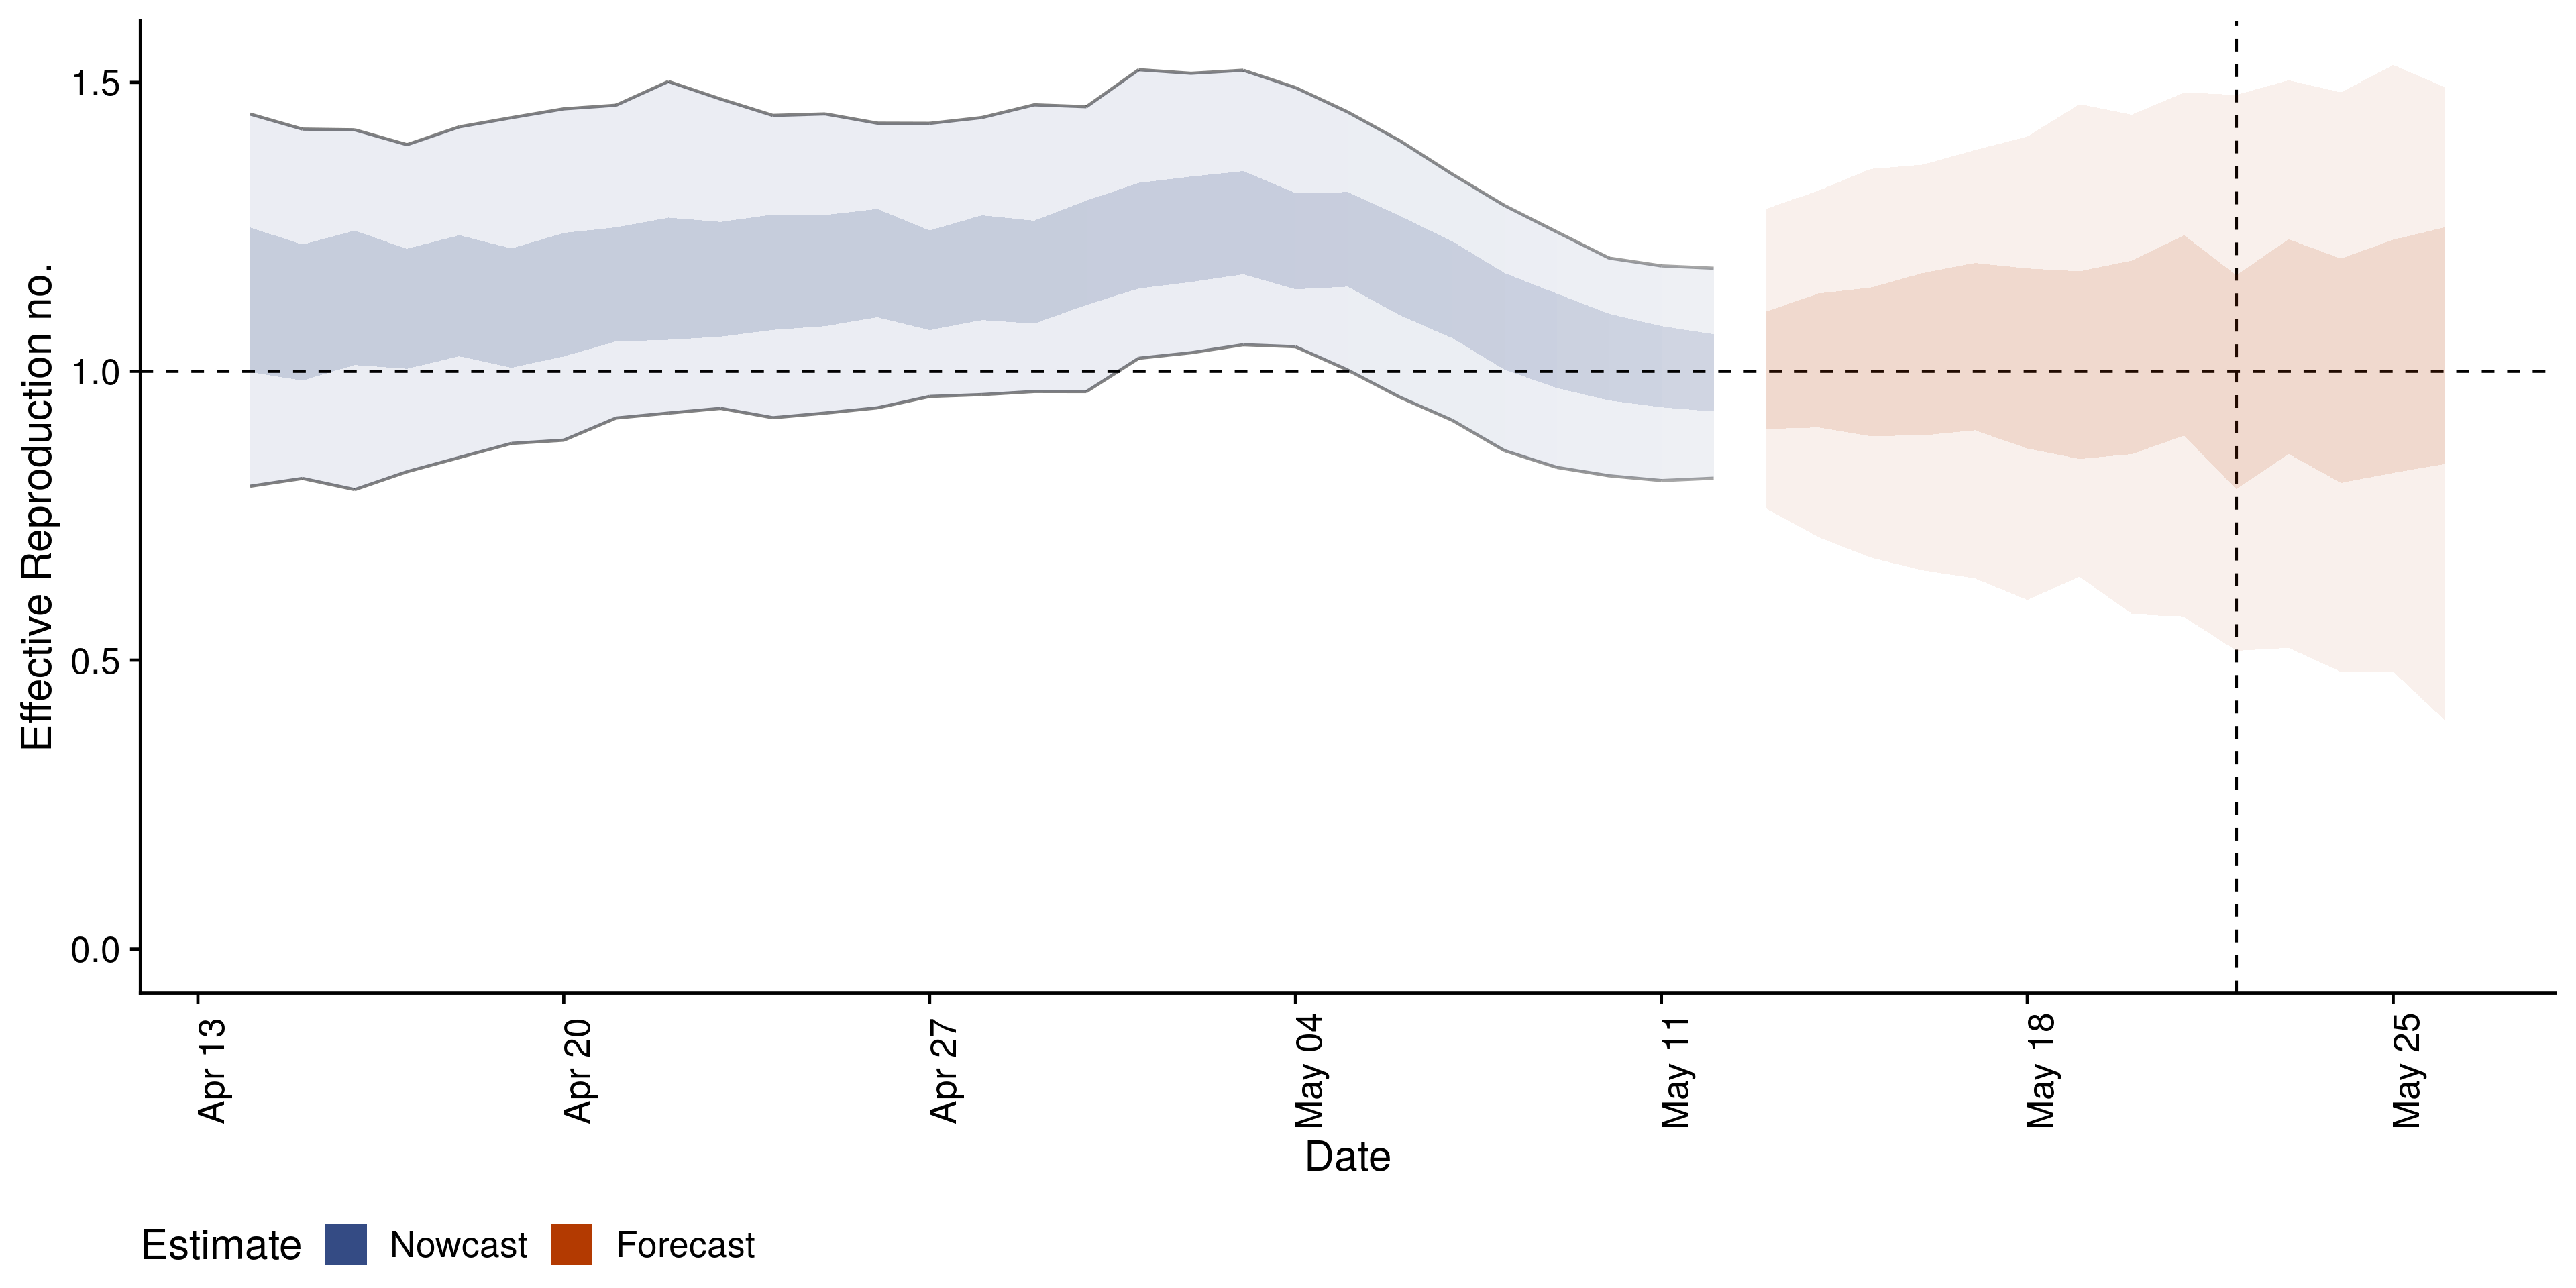 Effective Reproduction no.
1.5
1.0
0.5
0.0
Apr 13
Apr 20
Apr 27
May 04
May 11
May 18
May 25
Date
Estimate Nowcast Forecast